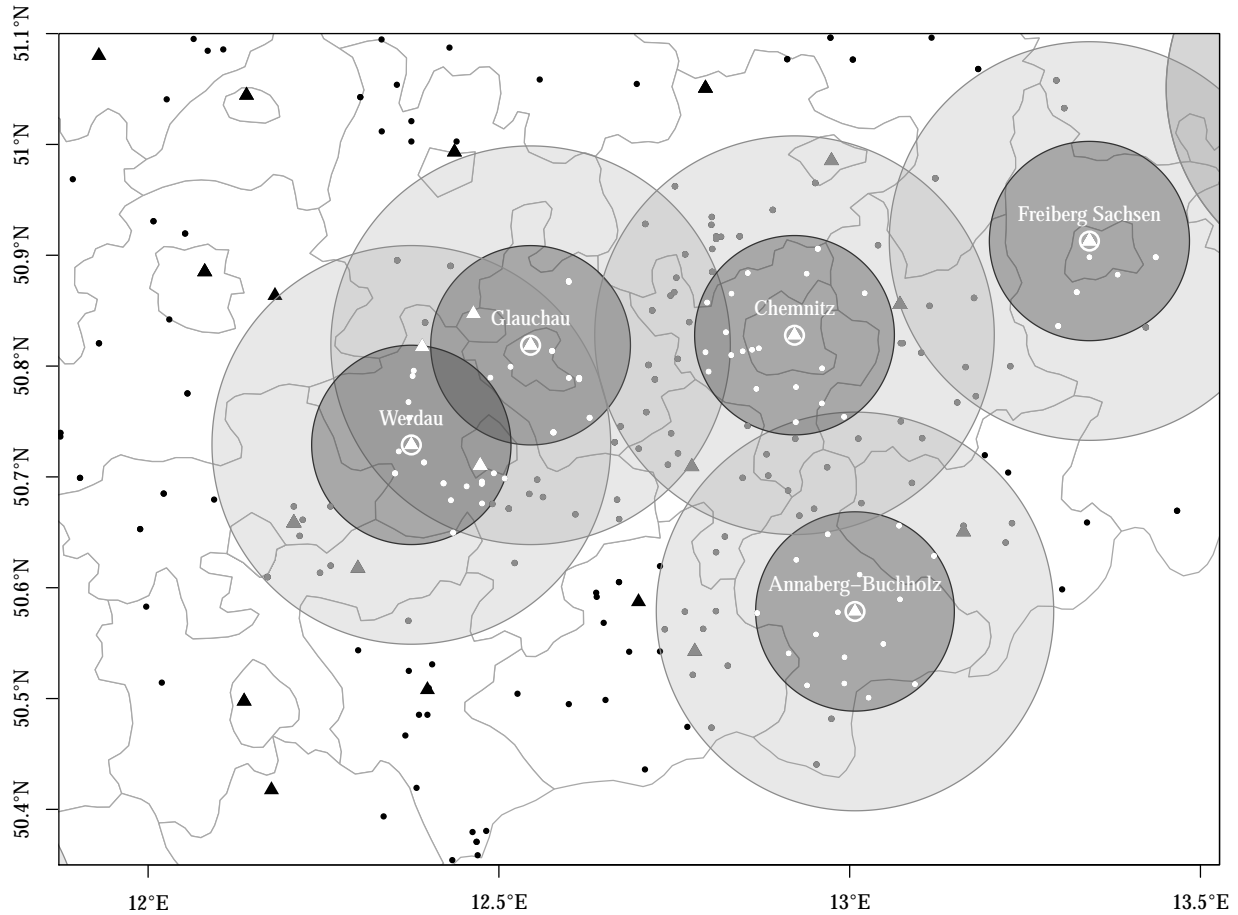 51.1°N
51°N
50.9°N
50.8°N
50.7°N
50.6°N
50.5°N
50.4°N
Freiberg Sachsen
Chemnitz
Glauchau
Werdau
Annaberg−Buchholz
12°E
12.5°E
13°E
13.5°E